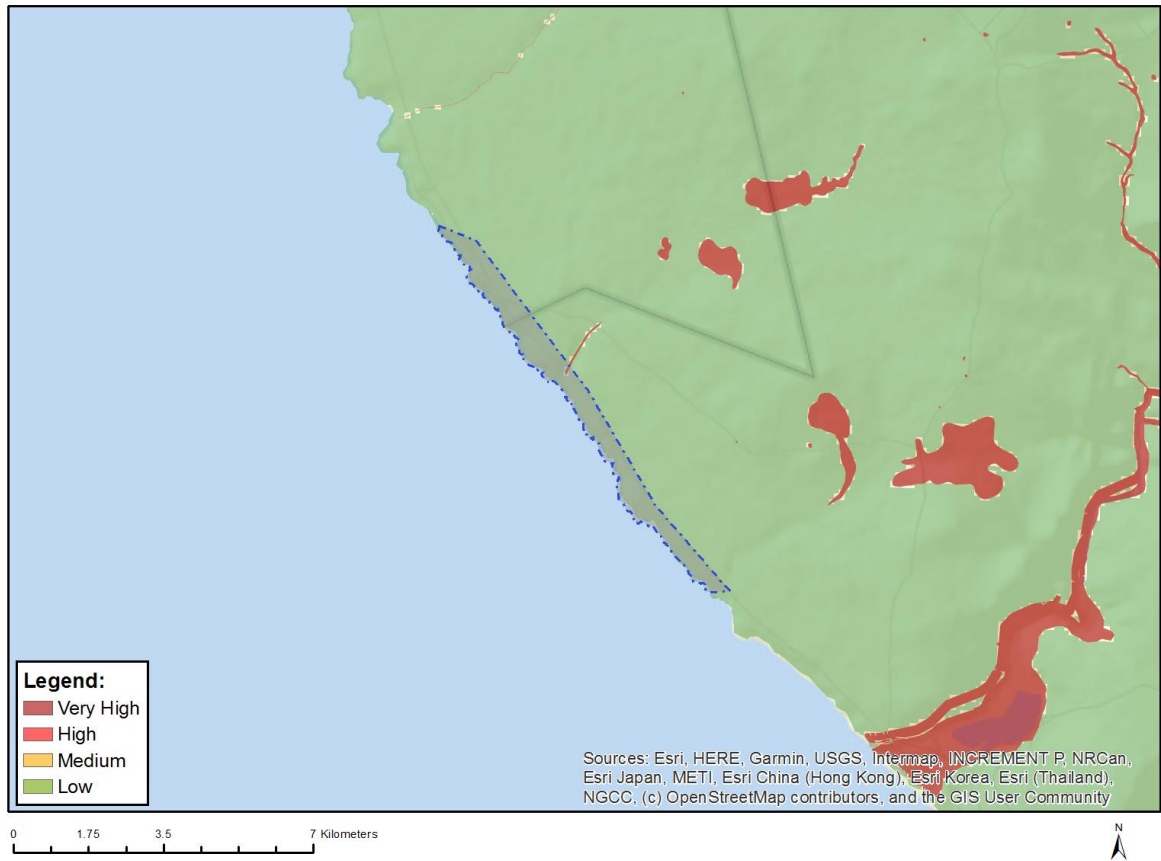 Legend:
Very High
High
Medium
Low
Sources: Esri, HERE, Garmin, USGS, Intermap, INCREMENT P, NRCan,
Esri Japan, METI, Esri China (Hong Kong), Esri Korea, Esri (Thailand),
NGCC, (c) OpenStreetMap contributors, and the GIS User Community
0 1.75 3.5 7 Kilometers
N